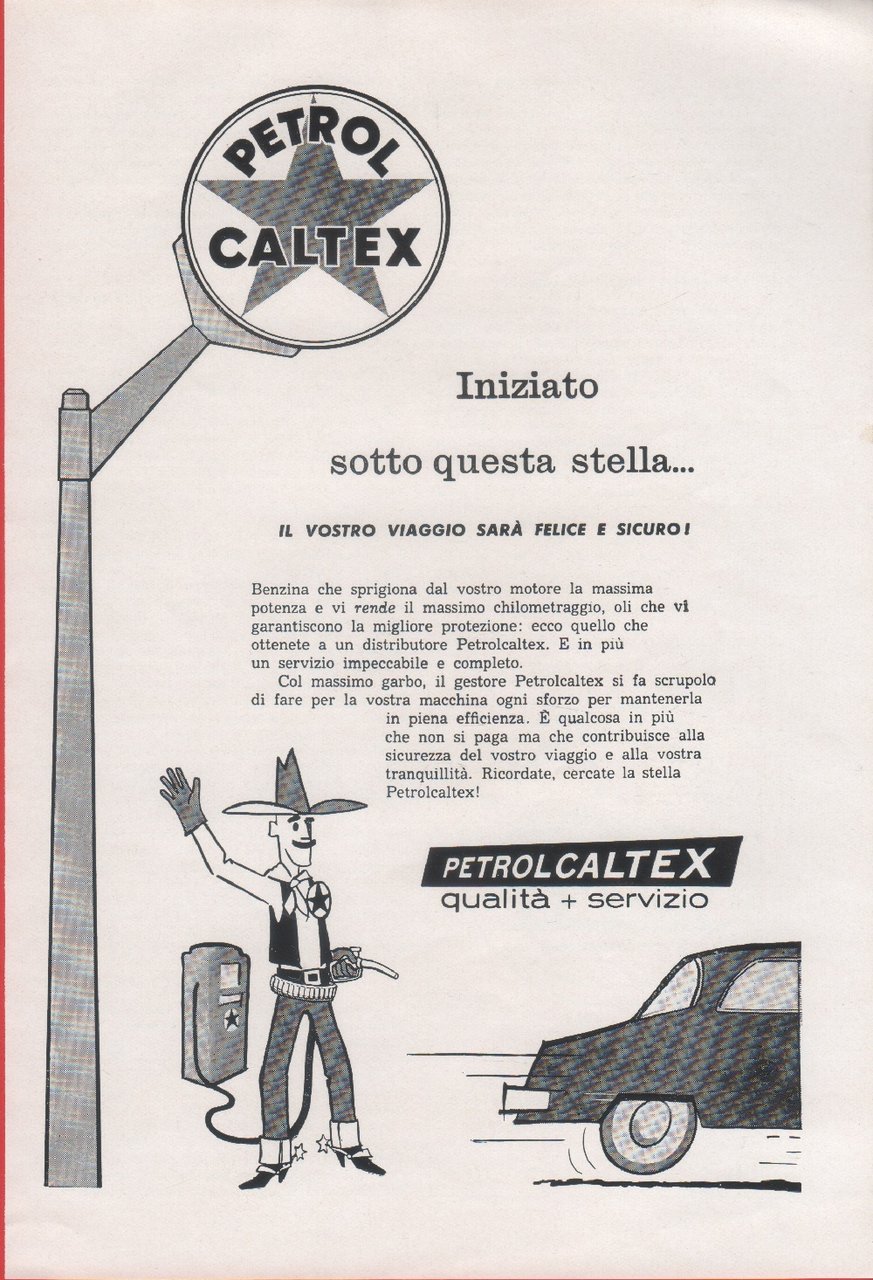 PETROL
CALTEX
Iniziato
sotto questa stella...
IL VOSTRO VIAGGIO SARÀ FELICE E SICURO!
Benzina che sprigiona dal vostro motore la massima
potenza e vi rende il massimo chilometraggio, oli che vi
garantiscono la migliore protezione: ecco quello che
ottenete a un distributore Petrolcaltex. E in più
un servizio impeccabile e completo.
Col massimo garbo, il gestore Petrolcaltex si fa scrupolo
di fare per la vostra macchina ogni sforzo per mantenerla
in piena efficienza. È qualcosa in più
che non si paga ma che contribuisce alla
sicurezza del vostro viaggio e alla vostra
tranquillità. Ricordate, cercate la stella
Petrolcaltex!
PETROLCALTEX
qualità + servizio